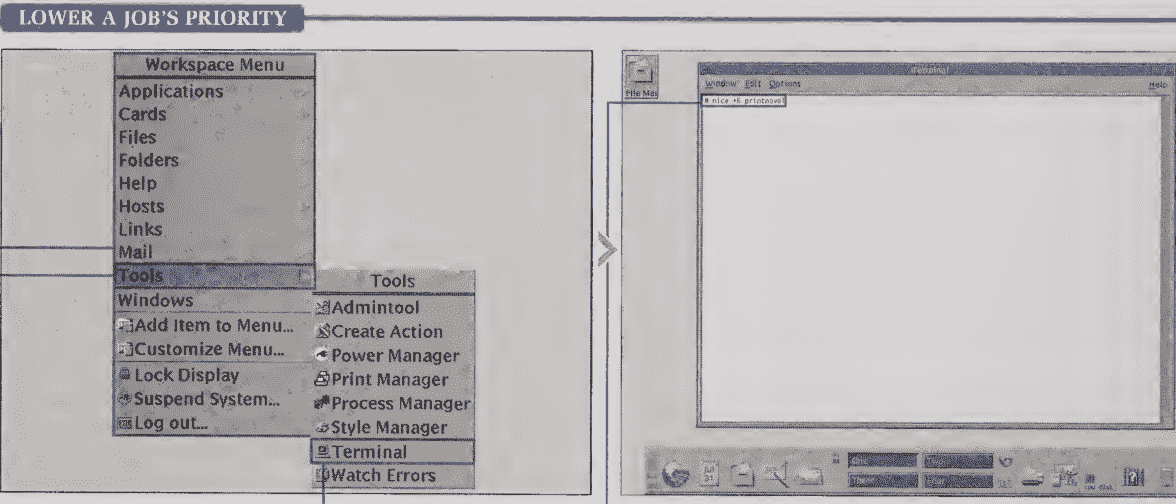 LOWER A JOB'S PRIORITY
Workspace Menu
Applications
Cards
Files
Folders
Help
Hosts
Links
Mail
Tools
Windows
Add Item to Menu...
Customize Menu...
Lock Display
Suspend System...
Log out...
Tools
Admintool
Create Action
Power Manager
Print Manager
Process Manager
Style Manager
Terminal
Watch Errors
Terminal
Window Edit Options Help
# nice +6 printnovel
File Man